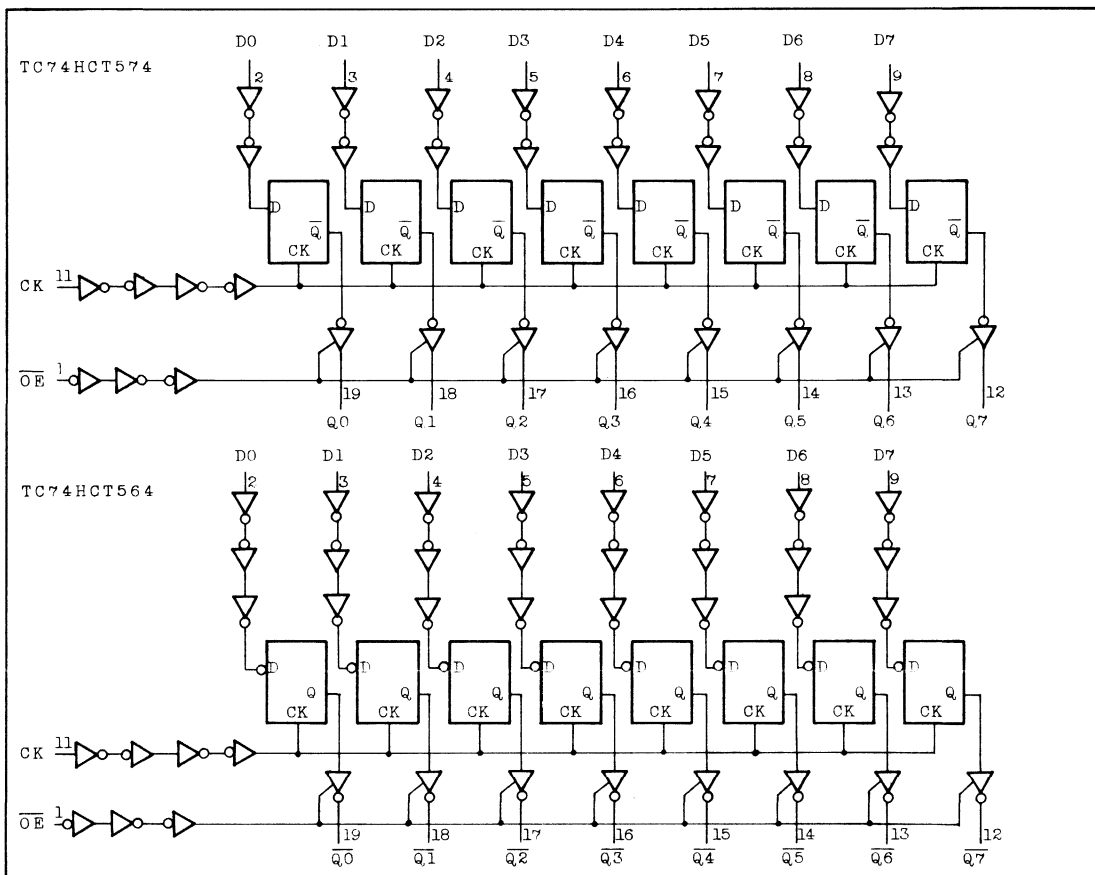 D0 D1 D2 D3 D4 D5 D6 D7
TC74HCT574
2 3 4 5 6 7 8 9
D D D D D D D D
Q̅ Q̅ Q̅ Q̅ Q̅ Q̅ Q̅ Q̅
CK CK CK CK CK CK CK CK
CK 11
O̅E̅ 1
19 18 17 16 15 14 13 12
Q0 Q1 Q2 Q3 Q4 Q5 Q6 Q7
D0 D1 D2 D3 D4 D5 D6 D7
TC74HCT564
2 3 4 5 6 7 8 9
D D D D D D D D
Q Q Q Q Q Q Q Q
CK CK CK CK CK CK CK CK
CK 11
O̅E̅ 1
19 18 17 16 15 14 13 12
Q̅0̅ Q̅1̅ Q̅2̅ Q̅3̅ Q̅4̅ Q̅5̅ Q̅6̅ Q̅7̅